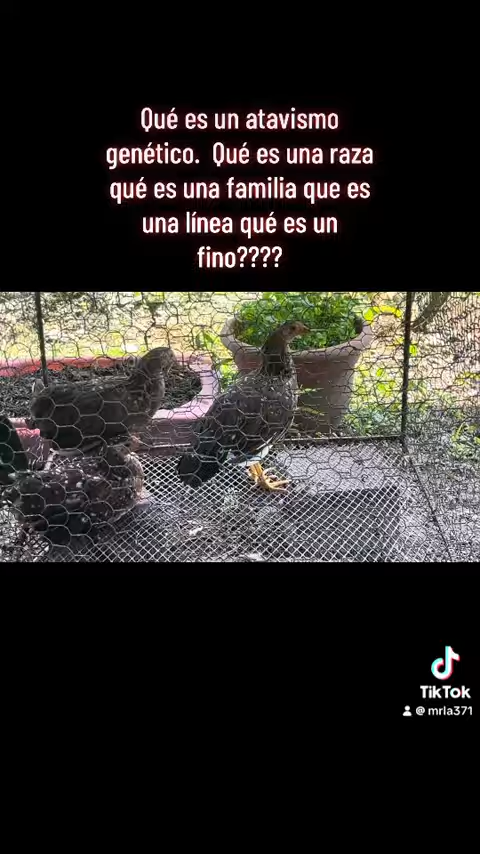 Qué es un atavismo
genético. Qué es una raza
qué es una familia que es
una línea qué es un
fino????
TikTok
@ mrla371